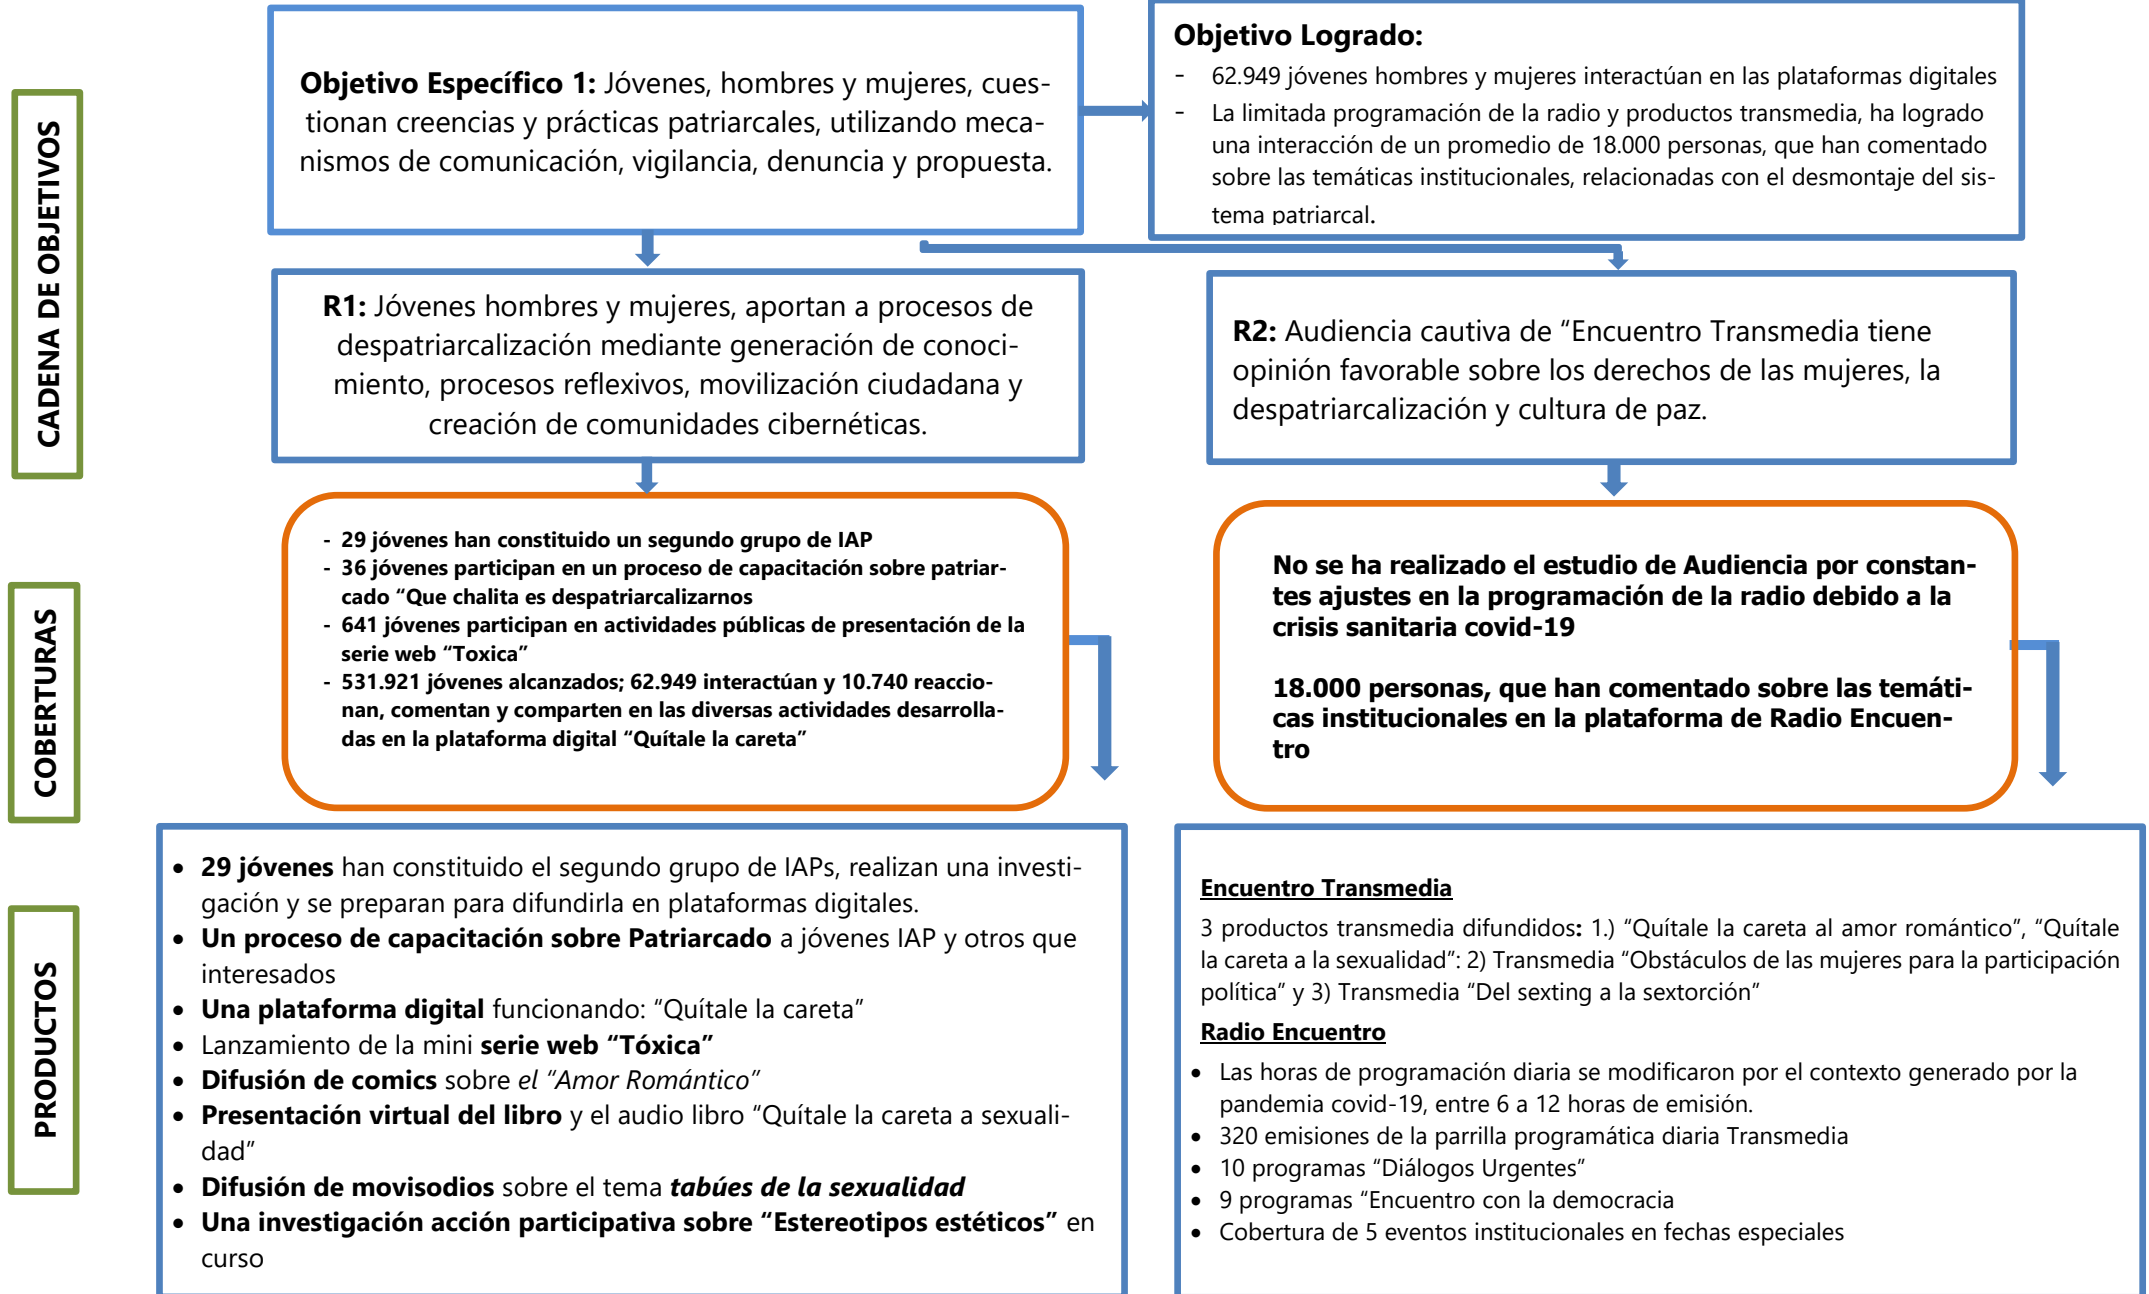 CADENA DE OBJETIVOS
Objetivo Específico 1: Jóvenes, hombres y mujeres, cues-
tionan creencias y prácticas patriarcales, utilizando meca-
nismos de comunicación, vigilancia, denuncia y propuesta.
Objetivo Logrado:
- 62.949 jóvenes hombres y mujeres interactúan en las plataformas digitales
- La limitada programación de la radio y productos transmedia, ha logrado
una interacción de un promedio de 18.000 personas, que han comentado
sobre las temáticas institucionales, relacionadas con el desmontaje del sis-
tema patriarcal.
R1: Jóvenes hombres y mujeres, aportan a procesos de
despatriarcalización mediante generación de conoci-
miento, procesos reflexivos, movilización ciudadana y
creación de comunidades cibernéticas.
R2: Audiencia cautiva de “Encuentro Transmedia tiene
opinión favorable sobre los derechos de las mujeres, la
despatriarcalización y cultura de paz.
COBERTURAS
- 29 jóvenes han constituido un segundo grupo de IAP
- 36 jóvenes participan en un proceso de capacitación sobre patriar-
cado “Que chalita es despatriarcalizarnos
- 641 jóvenes participan en actividades públicas de presentación de la
serie web “Toxica”
- 531.921 jóvenes alcanzados; 62.949 interactúan y 10.740 reaccio-
nan, comentan y comparten en las diversas actividades desarrolla-
das en la plataforma digital “Quítale la careta”
No se ha realizado el estudio de Audiencia por constan-
tes ajustes en la programación de la radio debido a la
crisis sanitaria covid-19
18.000 personas, que han comentado sobre las temáti-
cas institucionales en la plataforma de Radio Encuen-
tro
PRODUCTOS
• 29 jóvenes han constituido el segundo grupo de IAPs, realizan una investi-
gación y se preparan para difundirla en plataformas digitales.
• Un proceso de capacitación sobre Patriarcado a jóvenes IAP y otros que
interesados
• Una plataforma digital funcionando: “Quítale la careta”
• Lanzamiento de la mini serie web “Tóxica”
• Difusión de comics sobre el “Amor Romántico”
• Presentación virtual del libro y el audio libro “Quítale la careta a sexuali-
dad”
• Difusión de movisodios sobre el tema tabúes de la sexualidad
• Una investigación acción participativa sobre “Estereotipos estéticos” en
curso
Encuentro Transmedia
3 productos transmedia difundidos: 1.) “Quítale la careta al amor romántico”, “Quítale
la careta a la sexualidad”: 2) Transmedia “Obstáculos de las mujeres para la participación
política” y 3) Transmedia “Del sexting a la sextorción”
Radio Encuentro
• Las horas de programación diaria se modificaron por el contexto generado por la
pandemia covid-19, entre 6 a 12 horas de emisión.
• 320 emisiones de la parrilla programática diaria Transmedia
• 10 programas “Diálogos Urgentes”
• 9 programas “Encuentro con la democracia
• Cobertura de 5 eventos institucionales en fechas especiales